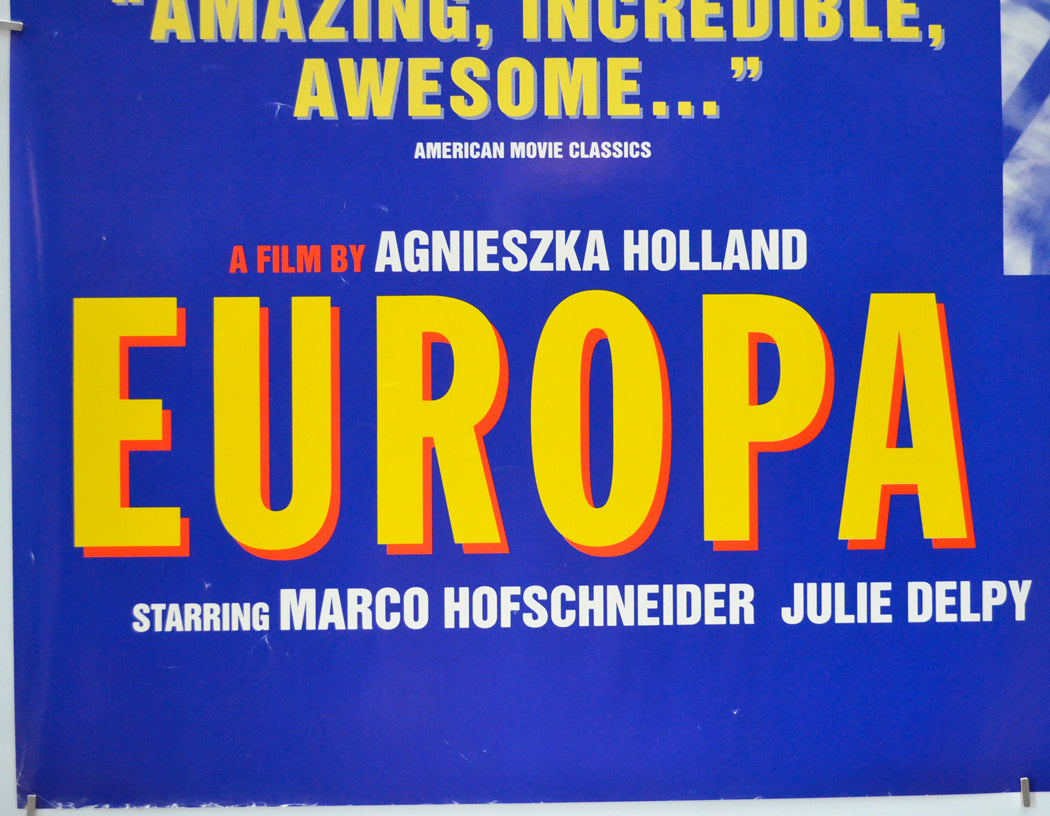 “AMAZING, INCREDIBLE,
AWESOME...”
AMERICAN MOVIE CLASSICS
A FILM BY AGNIESZKA HOLLAND
EUROPA
STARRING MARCO HOFSCHNEIDER JULIE DELPY